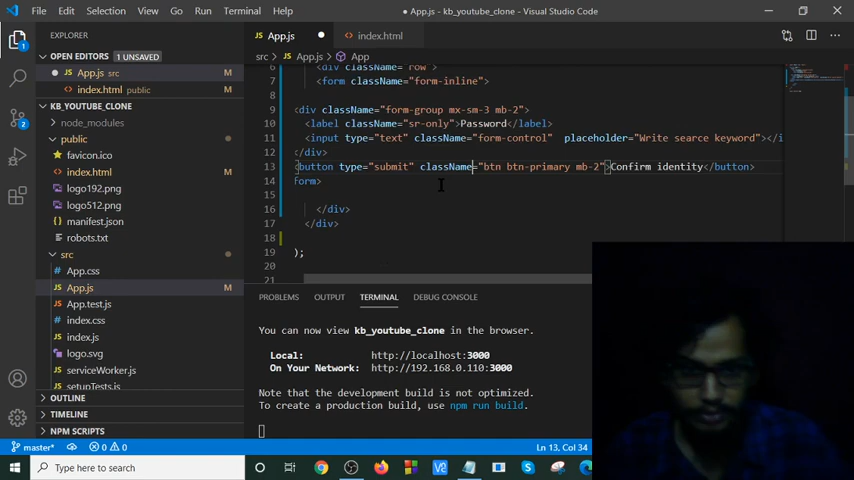 File Edit Selection View Go Run Terminal Help
● App.js - kb_youtube_clone - Visual Studio Code
EXPLORER
OPEN EDITORS 1 UNSAVED
App.js src M
index.html public M
KB_YOUTUBE_CLONE
node_modules
public
favicon.ico
index.html M
logo192.png
logo512.png
manifest.json
robots.txt
src
App.css
App.js M
App.test.js
index.css
index.js
logo.svg
serviceWorker.js
setupTests.js
OUTLINE
TIMELINE
NPM SCRIPTS
App.js index.html
src > App.js > App
6 <div className="row">
7 <form className="form-inline">
8
9 <div className="form-group mx-sm-3 mb-2">
10 <label className="sr-only">Password</label>
11 <input type="text" className="form-control" placeholder="Write searce keyword"></i
12 </div>
13 <button type="submit" className="btn btn-primary mb-2">Confirm identity</button>
14 form>
15
16 </div>
17 </div>
18
19 );
20
21
PROBLEMS OUTPUT TERMINAL DEBUG CONSOLE
You can now view kb_youtube_clone in the browser.
Local: http://localhost:3000
On Your Network: http://192.168.0.110:3000
Note that the development build is not optimized.
To create a production build, use npm run build.
master* 0 0
Ln 13, Col 34
Type here to search